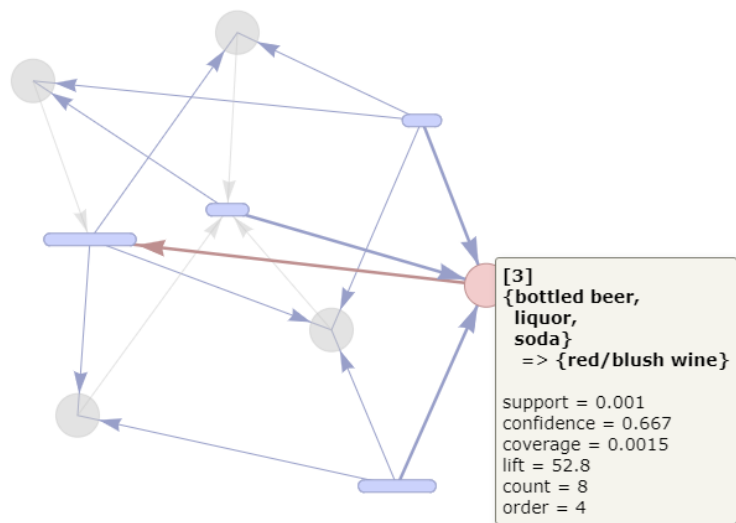 [3]
{bottled beer,
liquor,
soda}
=> {red/blush wine}
support = 0.001
confidence = 0.667
coverage = 0.0015
lift = 52.8
count = 8
order = 4